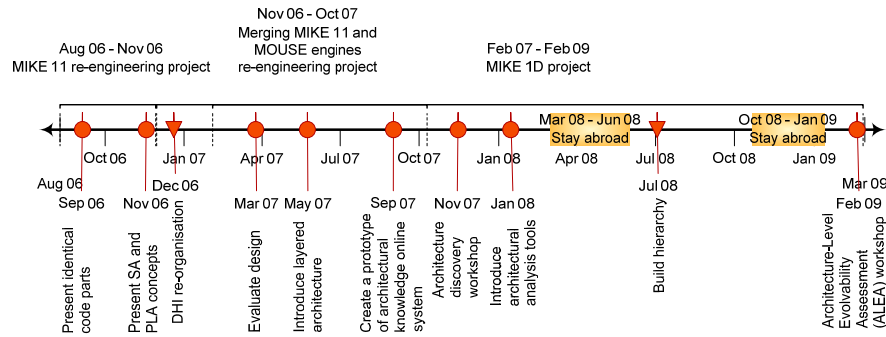 Aug 06 - Nov 06
MIKE 11 re-engineering project
Nov 06 - Oct 07
Merging MIKE 11 and
MOUSE engines
re-engineering project
Feb 07 - Feb 09
MIKE 1D project
Mar 08 - Jun 08
Stay abroad
Oct 08 - Jan 09
Stay abroad
Oct 06
Jan 07
Apr 07
Jul 07
Oct 07
Jan 08
Apr 08
Jul 08
Oct 08
Jan 09
Aug 06
Mar 09
Sep 06
Nov 06
Dec 06
Mar 07
May 07
Sep 07
Nov 07
Jan 08
Jul 08
Feb 09
Present identical
code parts
Present SA and
PLA concepts
DHI re-organisation
Evaluate design
Introduce layered
architecture
Create a prototype
of architectural
knowledge online
system
Architecture
discovery
workshop
Introduce
architectural
analysis tools
Build hierarchy
Architecture-Level
Evolvability
Assessment
(ALEA) workshop